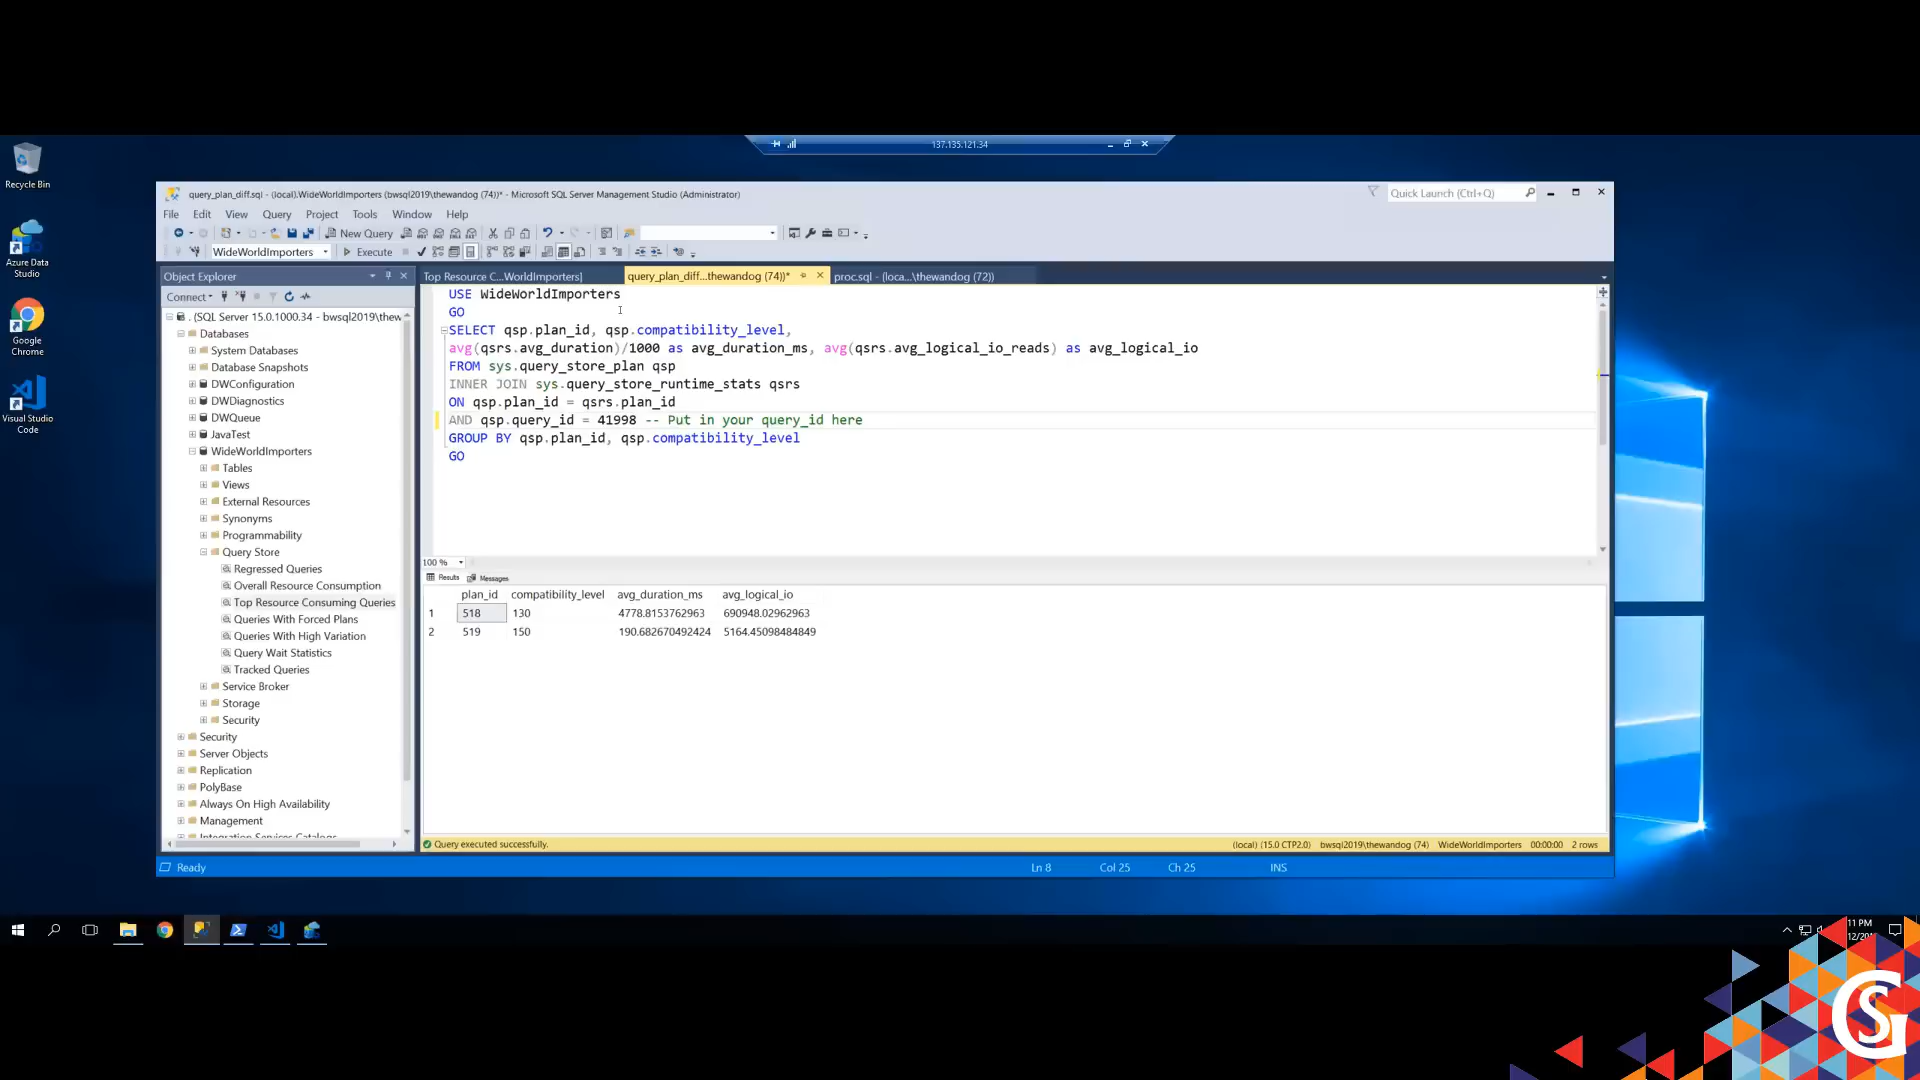 137.135.121.34
Recycle Bin
Azure Data
Studio
Google
Chrome
Visual Studio
Code
query_plan_diff.sql - (local).WideWorldImporters (bwsql2019\thewandog (74))* - Microsoft SQL Server Management Studio (Administrator)
Quick Launch (Ctrl+Q)
File Edit View Query Project Tools Window Help
New Query
WideWorldImporters Execute
Object Explorer
Connect
. (SQL Server 15.0.1000.34 - bwsql2019\thew
Databases
System Databases
Database Snapshots
DWConfiguration
DWDiagnostics
DWQueue
JavaTest
WideWorldImporters
Tables
Views
External Resources
Synonyms
Programmability
Query Store
Regressed Queries
Overall Resource Consumption
Top Resource Consuming Queries
Queries With Forced Plans
Queries With High Variation
Query Wait Statistics
Tracked Queries
Service Broker
Storage
Security
Security
Server Objects
Replication
PolyBase
Always On High Availability
Management
Integration Services Catalogs
Top Resource C...WorldImporters] query_plan_diff...thewandog (74))* proc.sql - (loca...\thewandog (72))
USE WideWorldImporters
GO
SELECT qsp.plan_id, qsp.compatibility_level,
avg(qsrs.avg_duration)/1000 as avg_duration_ms, avg(qsrs.avg_logical_io_reads) as avg_logical_io
FROM sys.query_store_plan qsp
INNER JOIN sys.query_store_runtime_stats qsrs
ON qsp.plan_id = qsrs.plan_id
AND qsp.query_id = 41998 -- Put in your query_id here
GROUP BY qsp.plan_id, qsp.compatibility_level
GO
100 %
Results Messages
plan_id compatibility_level avg_duration_ms avg_logical_io
1 518 130 4778.8153762963 690948.02962963
2 519 150 190.682670492424 5164.45098484849
Query executed successfully.
(local) (15.0 CTP2.0) bwsql2019\thewandog (74) WideWorldImporters 00:00:00 2 rows
Ready Ln 8 Col 25 Ch 25 INS
11 PM
12/20
GS